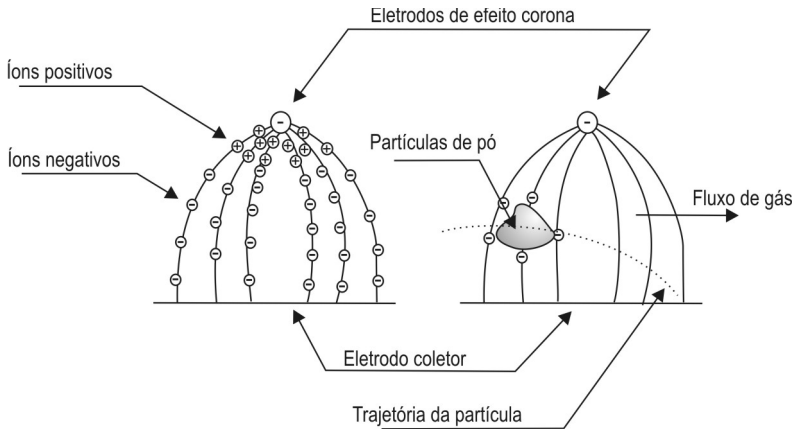 Eletrodos de efeito corona
Íons positivos
Íons negativos
Partículas de pó
Fluxo de gás
Eletrodo coletor
Trajetória da partícula